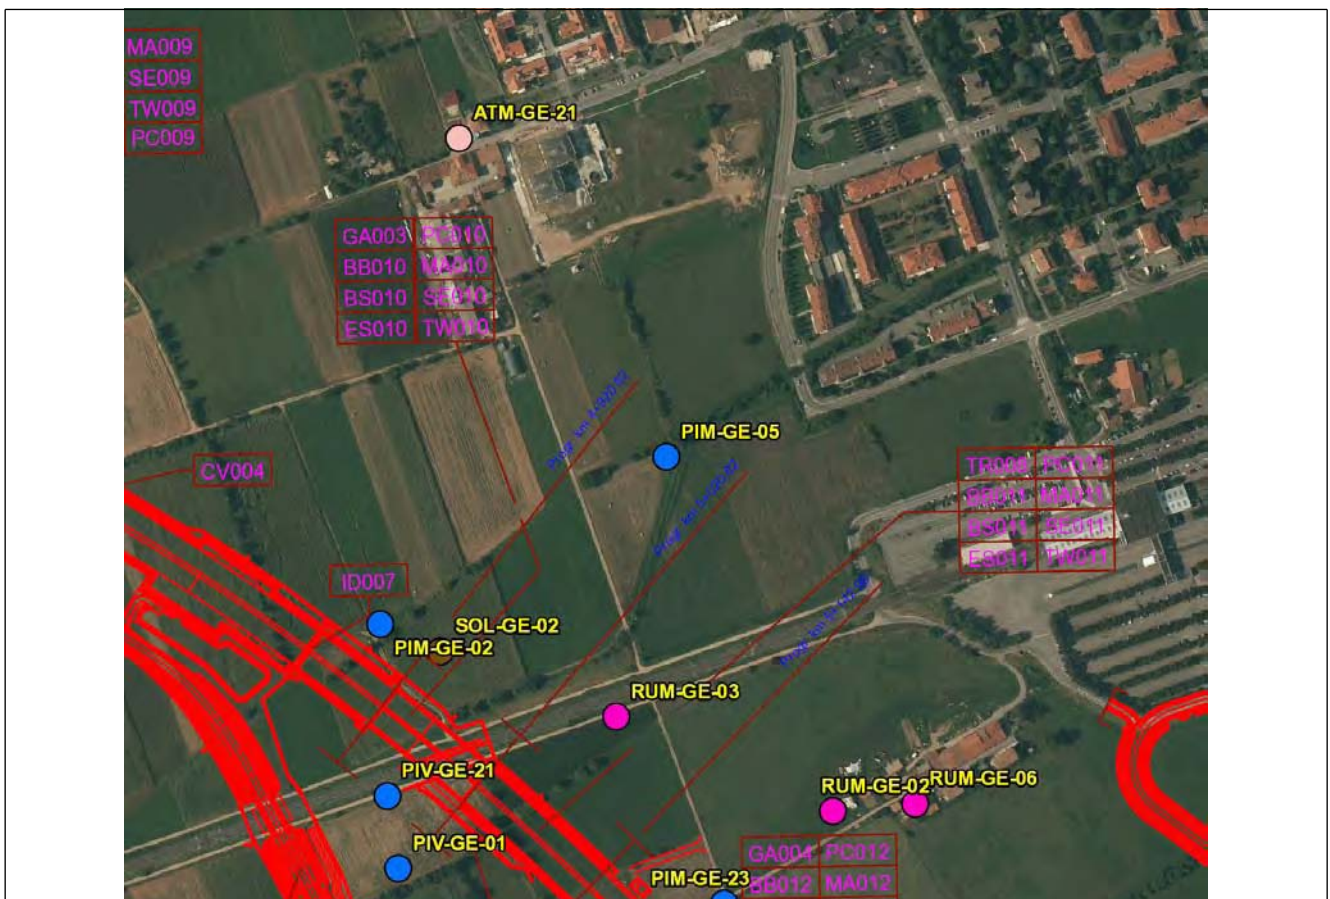 MA009
SE009
TW009
PC009
ATM-GE-21
GA003 PC010
BB010 MA010
BS010 SE010
ES010 TW010
PIM-GE-05
CV004
PC011
BB011 MA011
BS011 SE011
ES011 TW011
ID007
SOL-GE-02
PIM-GE-02
RUM-GE-03
PIV-GE-21
RUM-GE-02
RUM-GE-06
PIV-GE-01
GA004 PC012
PIM-GE-23
BB012 MA012